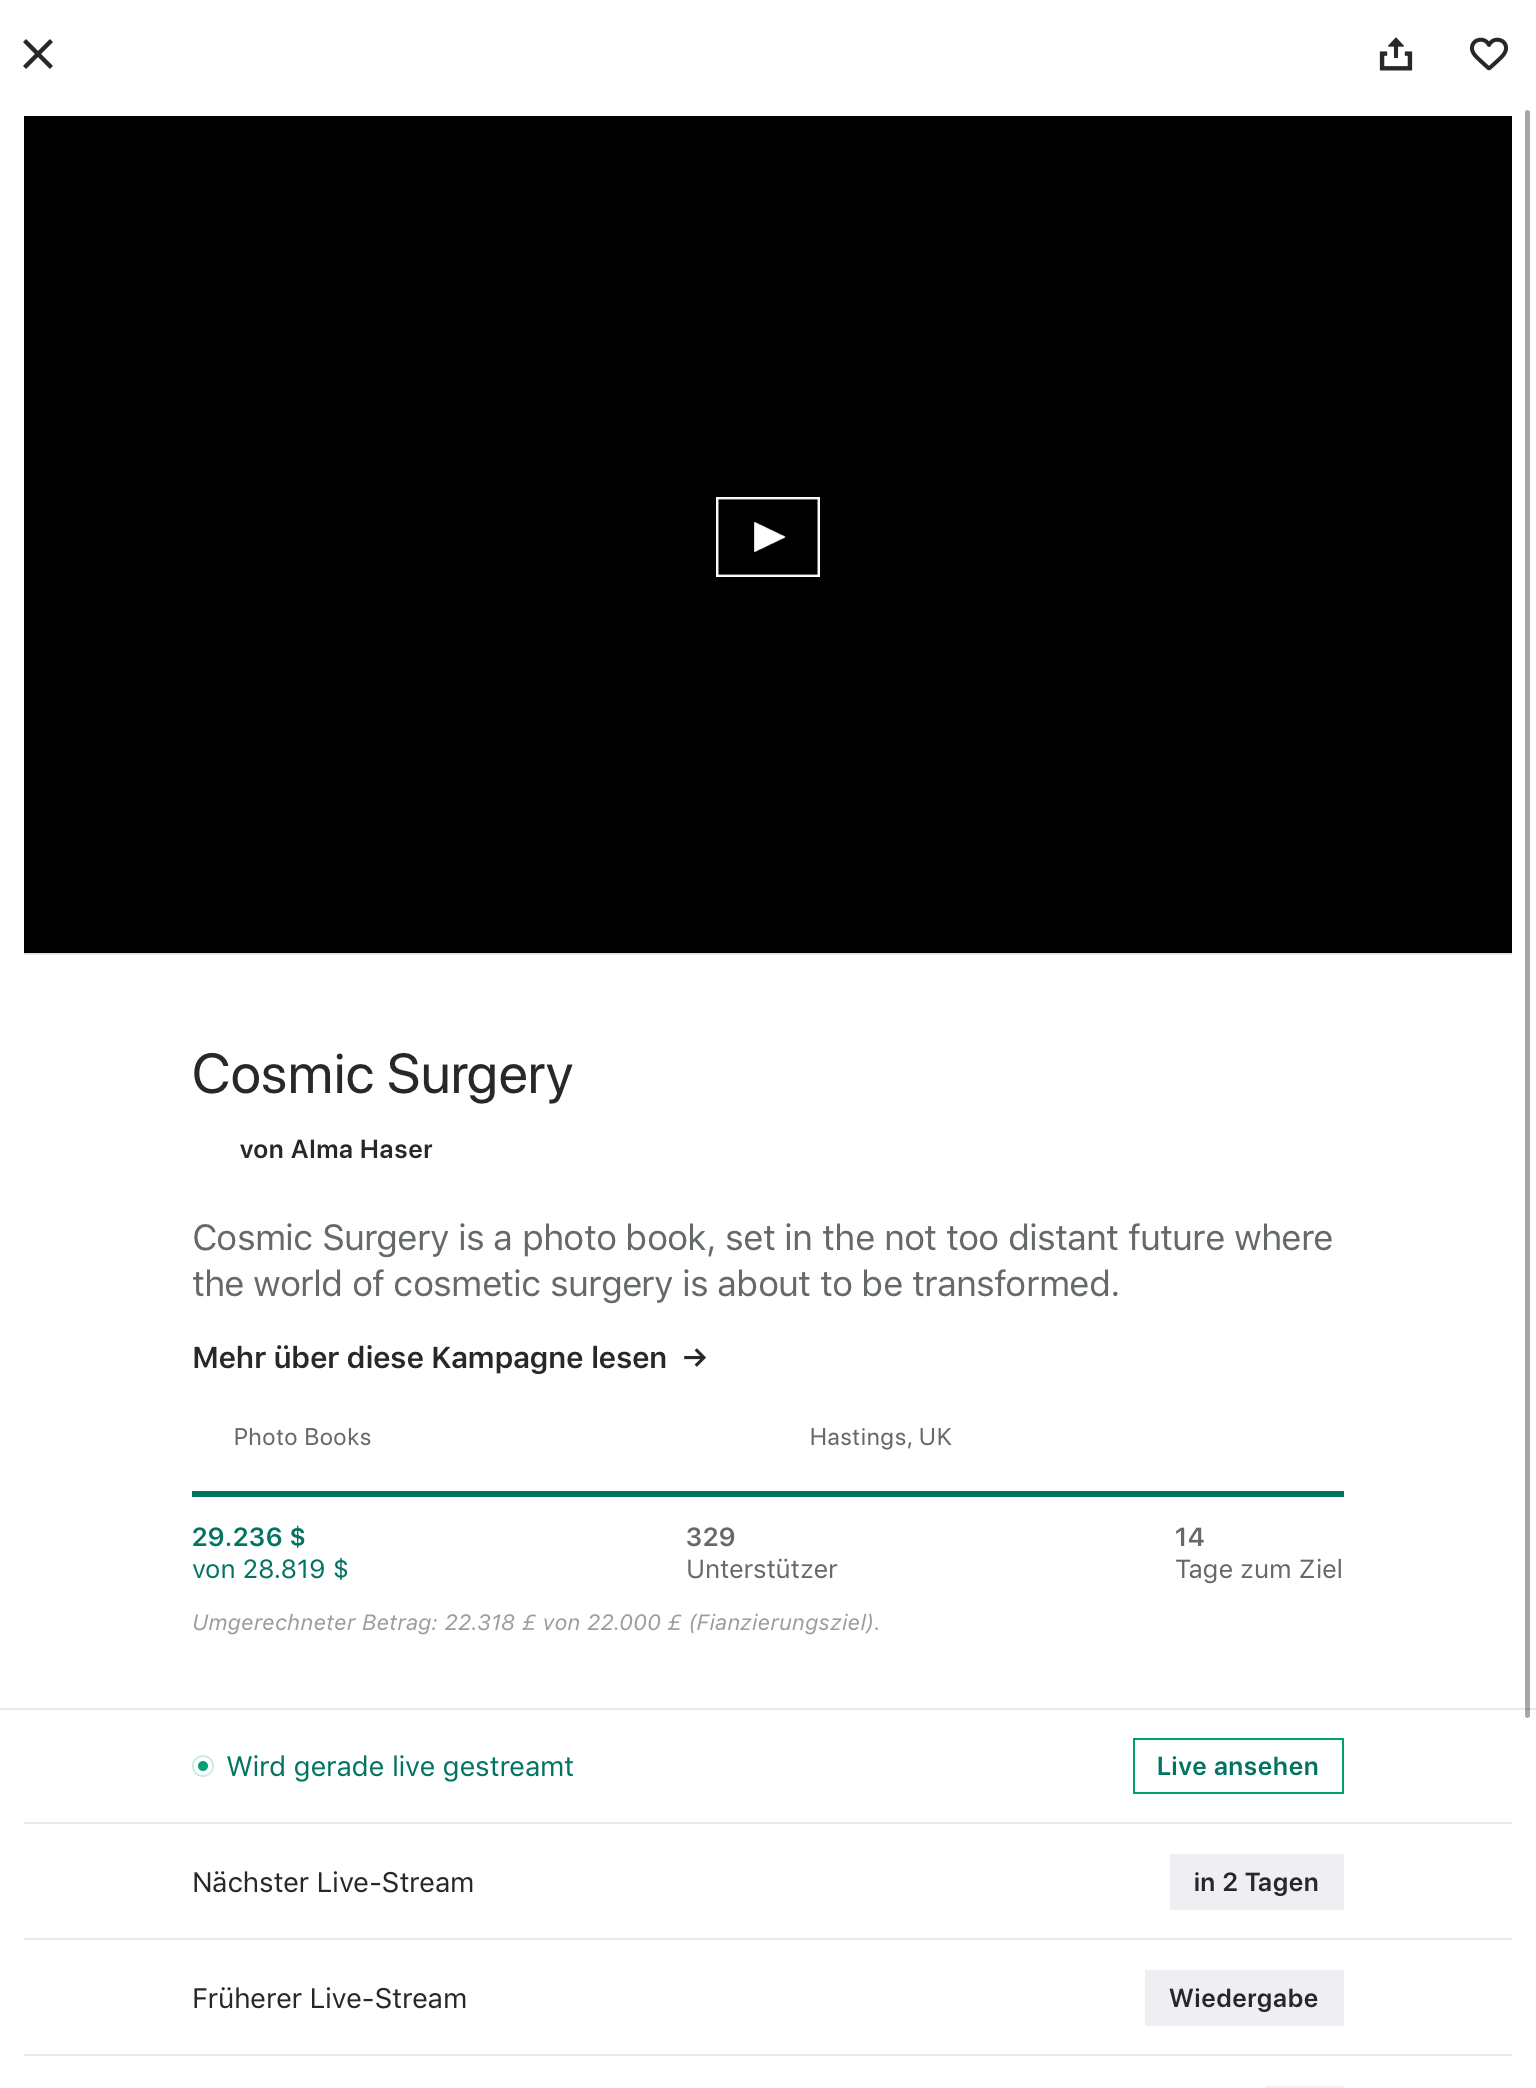 Cosmic Surgery
von Alma Haser
Cosmic Surgery is a photo book, set in the not too distant future where
the world of cosmetic surgery is about to be transformed.
Mehr über diese Kampagne lesen →
Photo Books
Hastings, UK
29.236 $
von 28.819 $
329
Unterstützer
14
Tage zum Ziel
Umgerechneter Betrag: 22.318 £ von 22.000 £ (Fianzierungsziel).
Wird gerade live gestreamt
Live ansehen
Nächster Live-Stream
in 2 Tagen
Früherer Live-Stream
Wiedergabe